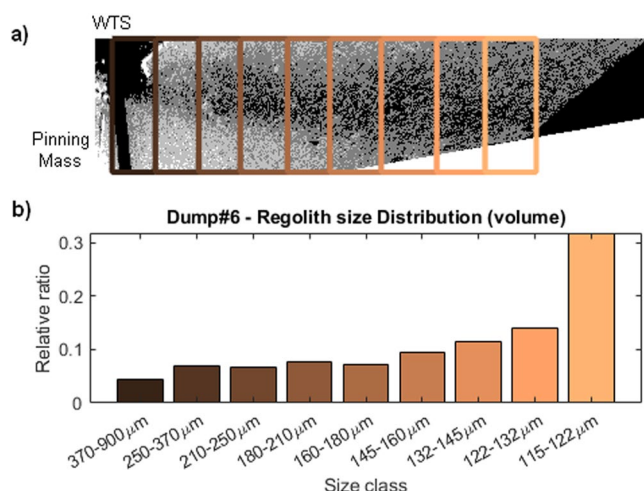 a)
WTS
Pinning
Mass
b)
Dump#6 - Regolith size Distribution (volume)
Relative ratio
0.3
0.2
0.1
0
370-900μm
250-370μm
210-250μm
180-210μm
160-180μm
145-160μm
132-145μm
122-132μm
115-122μm
Size class